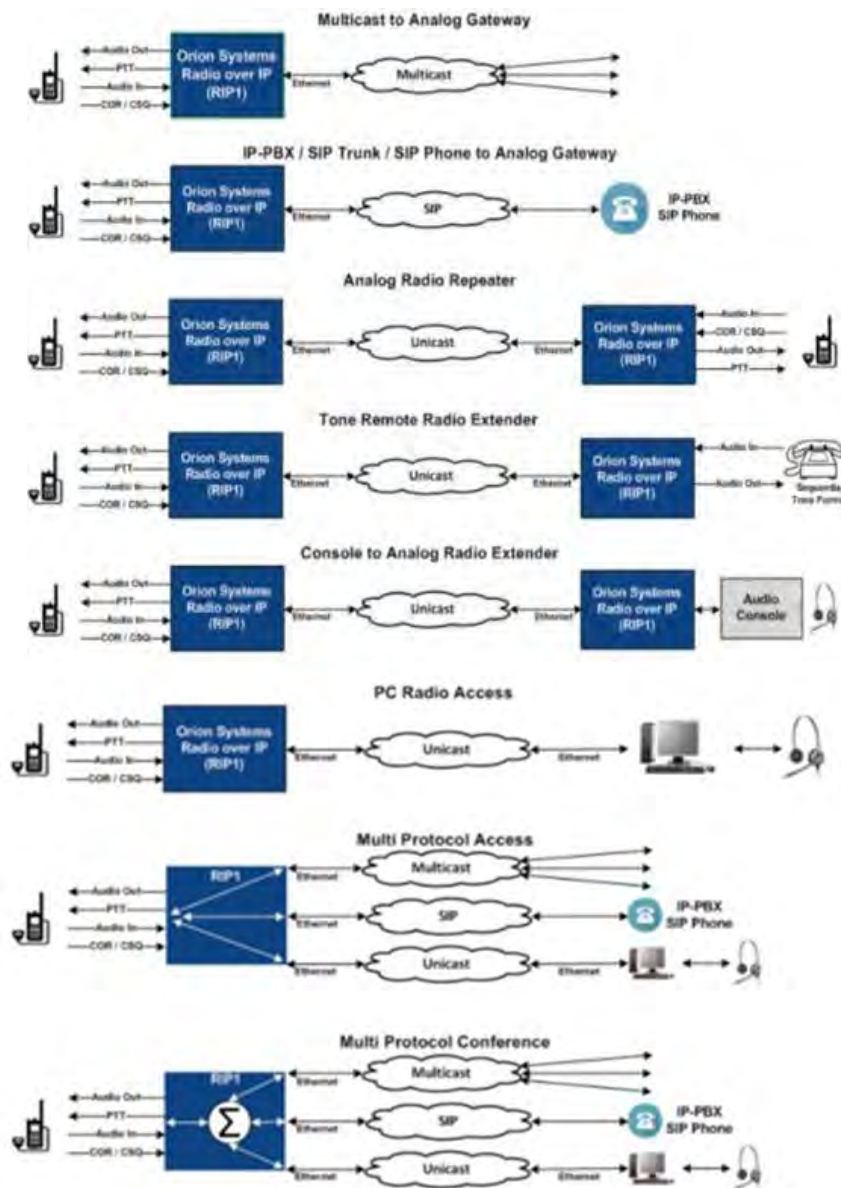 Multicast to Analog Gateway
Audio Out
PTT
Audio In
COR / CSQ
Orion Systems
Radio over IP
(RIP1)
Ethernet
Multicast
IP-PBX / SIP Trunk / SIP Phone to Analog Gateway
Audio Out
PTT
Audio In
COR / CSQ
Orion Systems
Radio over IP
(RIP1)
Ethernet
SIP
IP-PBX
SIP Phone
Analog Radio Repeater
Audio Out
PTT
Audio In
COR / CSQ
Orion Systems
Radio over IP
(RIP1)
Ethernet
Unicast
Ethernet
Orion Systems
Radio over IP
(RIP1)
Audio In
COR / CSQ
Audio Out
PTT
Tone Remote Radio Extender
Audio Out
PTT
Audio In
COR / CSQ
Orion Systems
Radio over IP
(RIP1)
Ethernet
Unicast
Ethernet
Orion Systems
Radio over IP
(RIP1)
Audio In
Audio Out
Tone
Console to Analog Radio Extender
Audio Out
PTT
Audio In
COR / CSQ
Orion Systems
Radio over IP
(RIP1)
Ethernet
Unicast
Ethernet
Orion Systems
Radio over IP
(RIP1)
Audio
Console
PC Radio Access
Audio Out
PTT
Audio In
COR / CSQ
Orion Systems
Radio over IP
(RIP1)
Ethernet
Unicast
Ethernet
Multi Protocol Access
Audio Out
PTT
Audio In
COR / CSQ
RIP1
Ethernet
Multicast
Ethernet
SIP
IP-PBX
SIP Phone
Ethernet
Unicast
Ethernet
Multi Protocol Conference
Audio Out
PTT
Audio In
COR / CSQ
RIP1
Σ
Ethernet
Multicast
Ethernet
SIP
IP-PBX
SIP Phone
Ethernet
Unicast
Ethernet